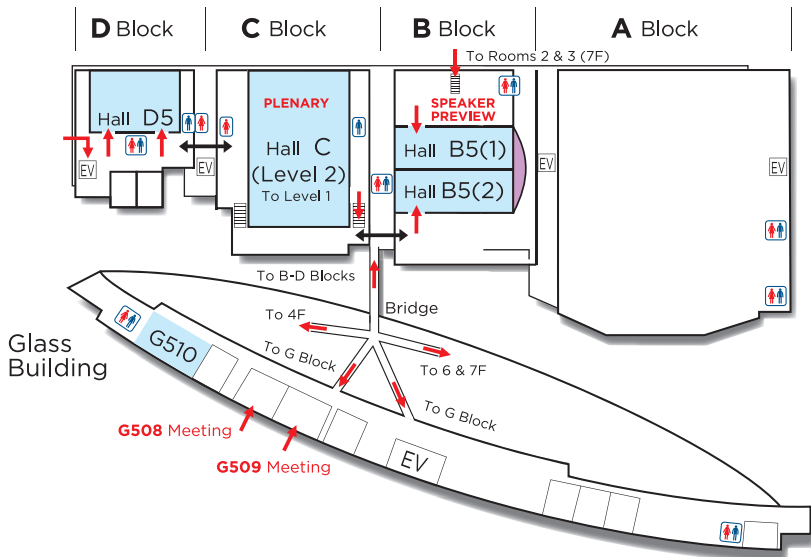 D Block
C Block
B Block
A Block
To Rooms 2 & 3 (7F)
PLENARY
SPEAKER
PREVIEW
Hall D5
Hall C
(Level 2)
To Level 1
Hall B5(1)
Hall B5(2)
EV
EV
EV
EV
To B-D Blocks
Bridge
To 4F
To G Block
To 6 & 7F
To G Block
Glass
Building
G510
G508 Meeting
G509 Meeting
EV